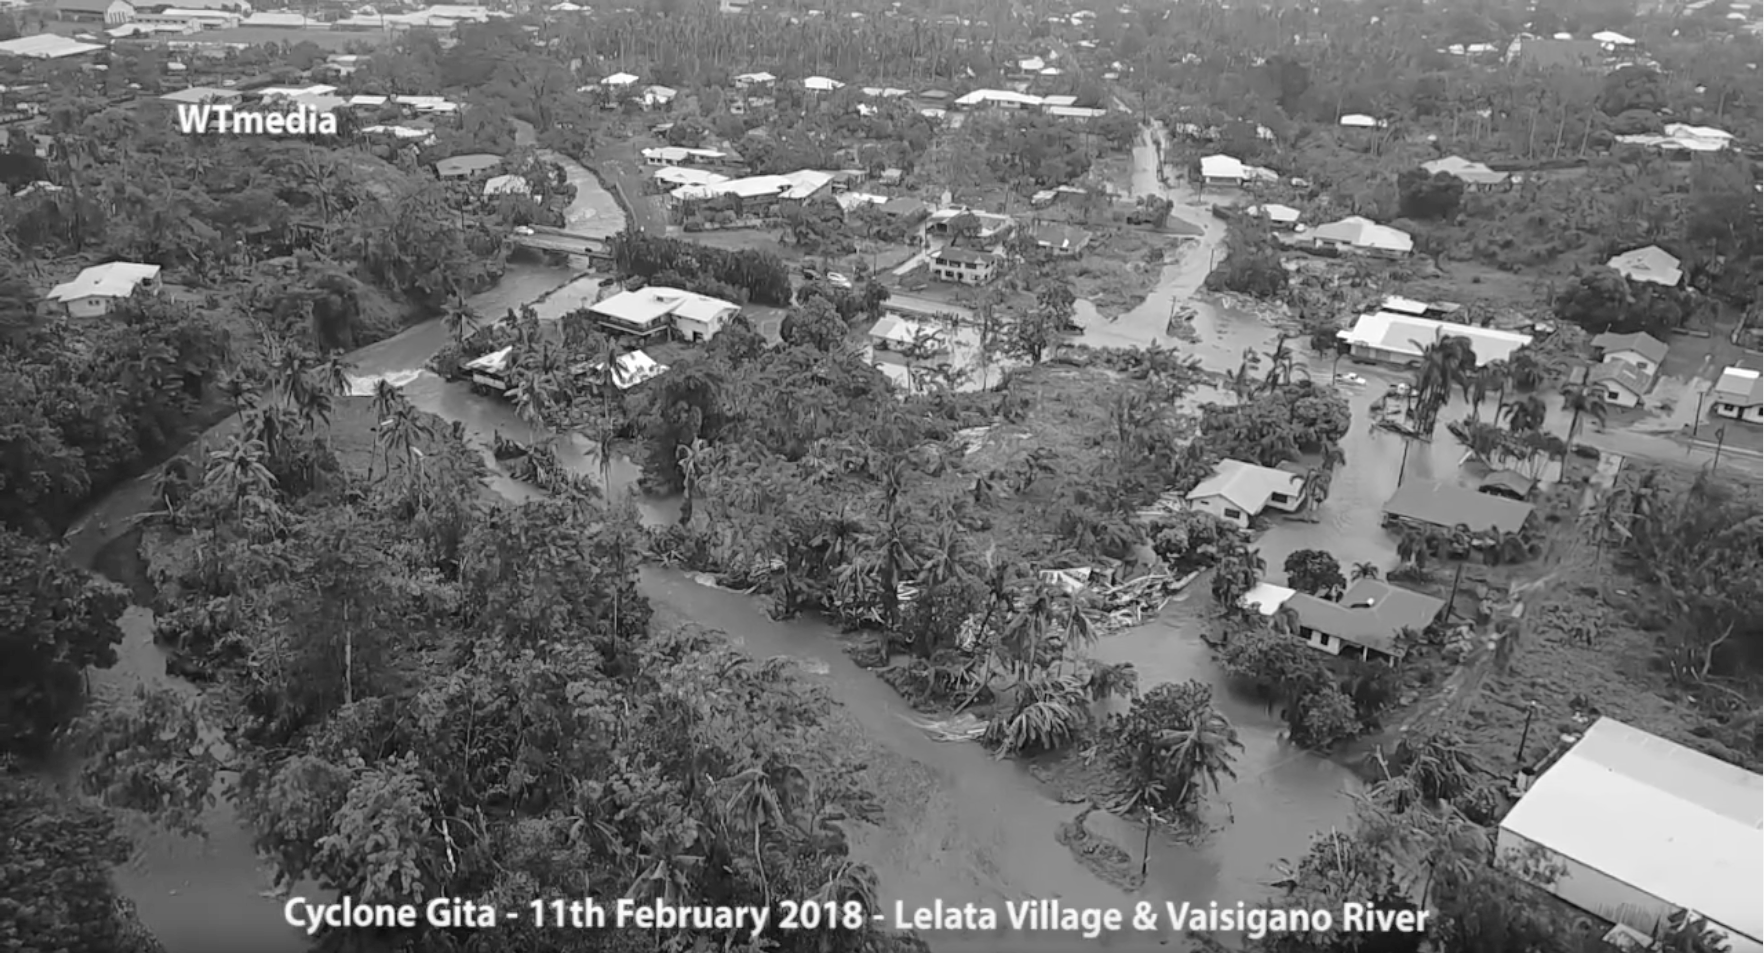 WTmedia
Cyclone Gita - 11th February 2018 - Lelata Village & Vaisigano River